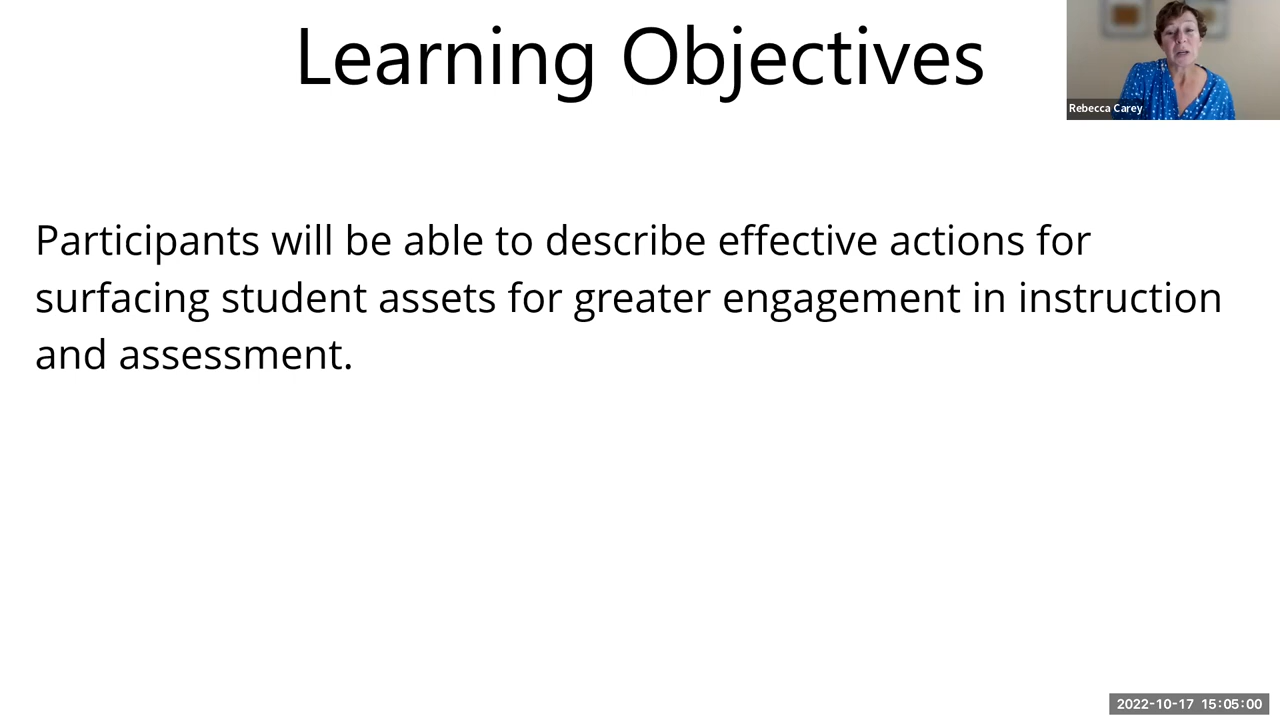 Learning Objectives
Rebecca Carey
Participants will be able to describe effective actions for
surfacing student assets for greater engagement in instruction
and assessment.
2022-10-17 15:05:00